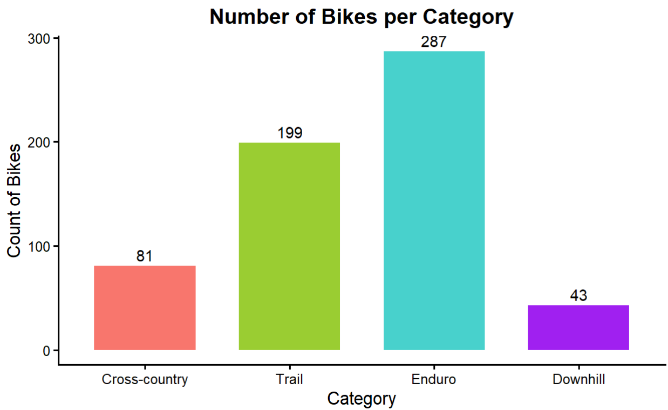 Number of Bikes per Category
Count of Bikes
300
200
100
0
81
199
287
43
Cross-country
Trail
Enduro
Downhill
Category